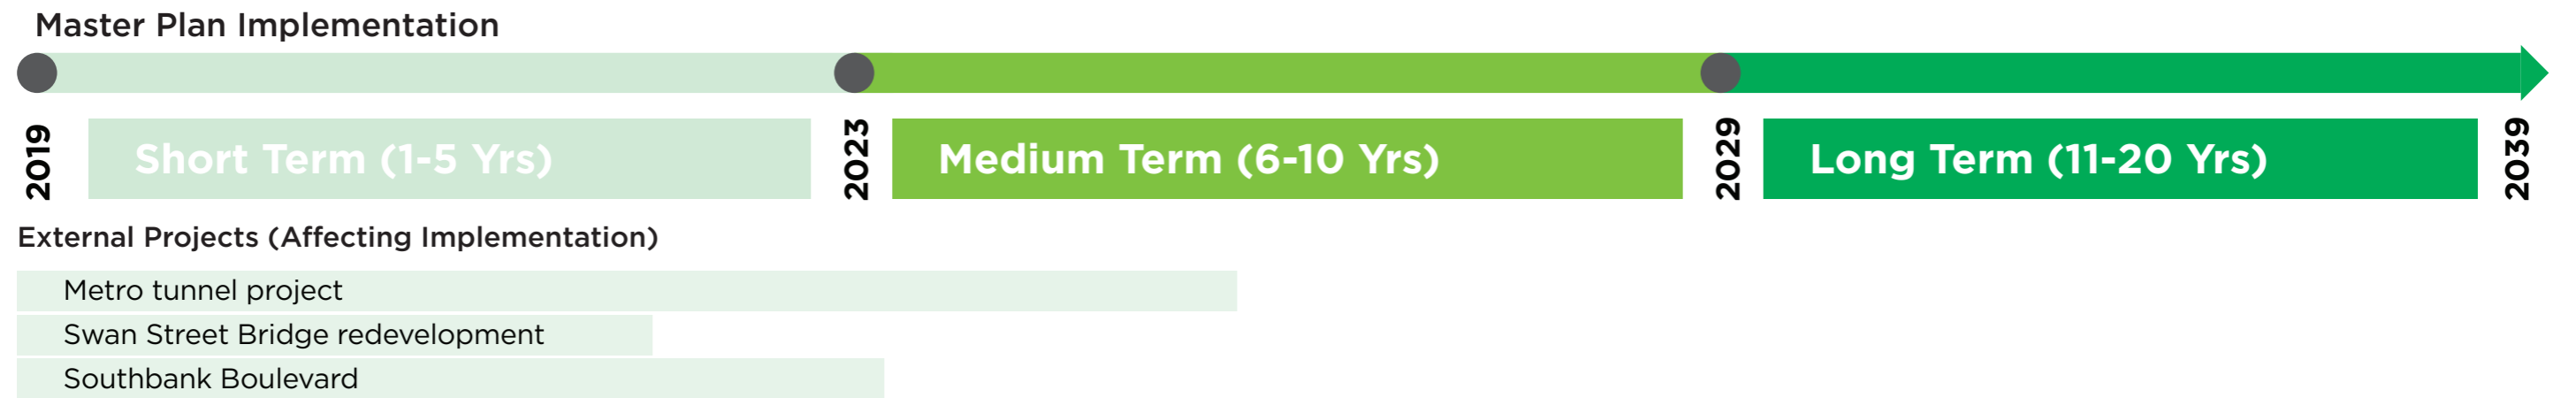 Master Plan Implementation
2019
Short Term (1-5 Yrs)
2023
Medium Term (6-10 Yrs)
2029
Long Term (11-20 Yrs)
2039
External Projects (Affecting Implementation)
Metro tunnel project
Swan Street Bridge redevelopment
Southbank Boulevard